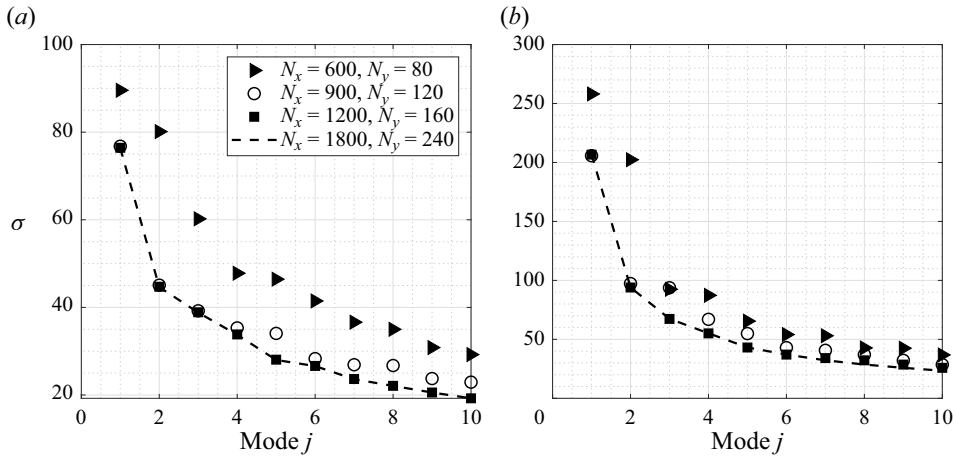 (a)
(b)
100
80
60
40
20
σ
0
2
4
6
8
10
Mode j
N_x = 600, N_y = 80
N_x = 900, N_y = 120
N_x = 1200, N_y = 160
N_x = 1800, N_y = 240
300
250
200
150
100
50
0
2
4
6
8
10
Mode j